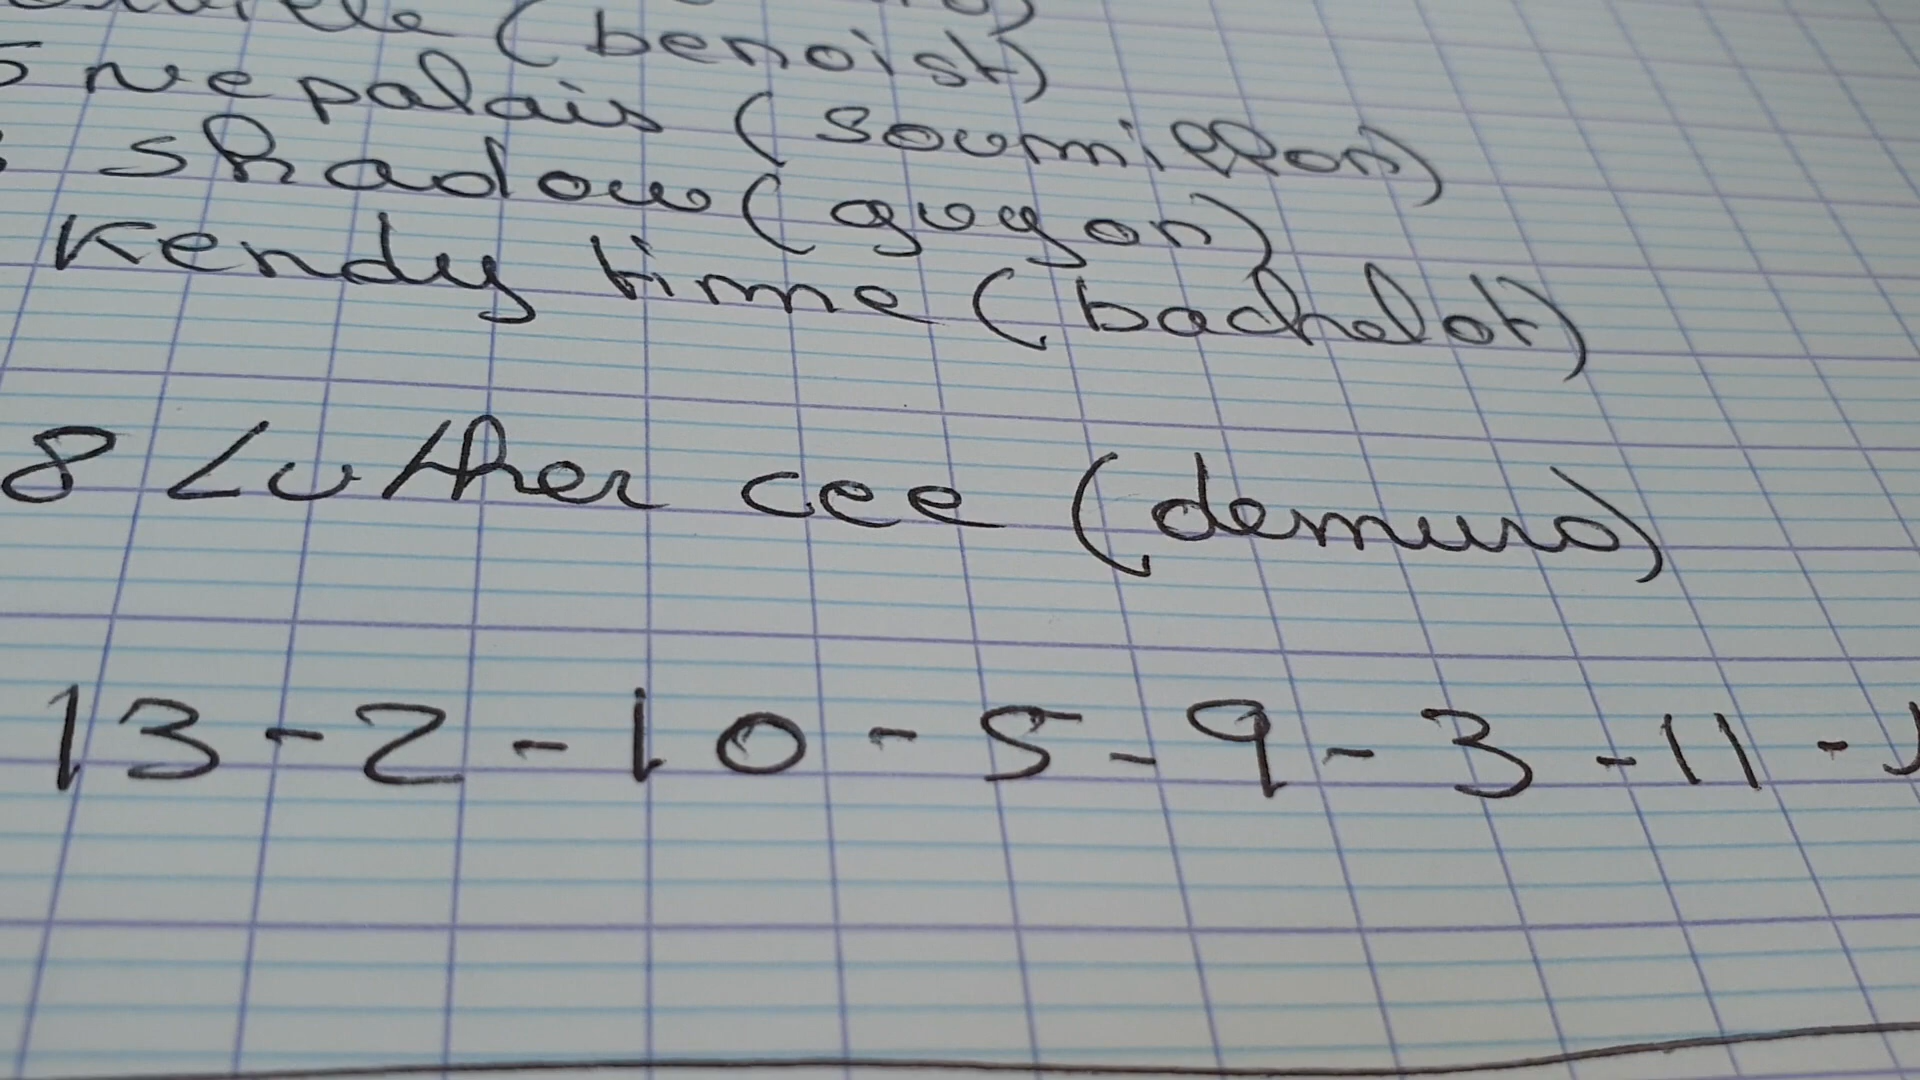 (benoist)
5 Nepalais (Soumillon)
shadow (guyon)
Kendy time (bachelot)
8 Luther cee (demuro)
13 - 2 - 10 - 5 - 9 - 3 - 11 -